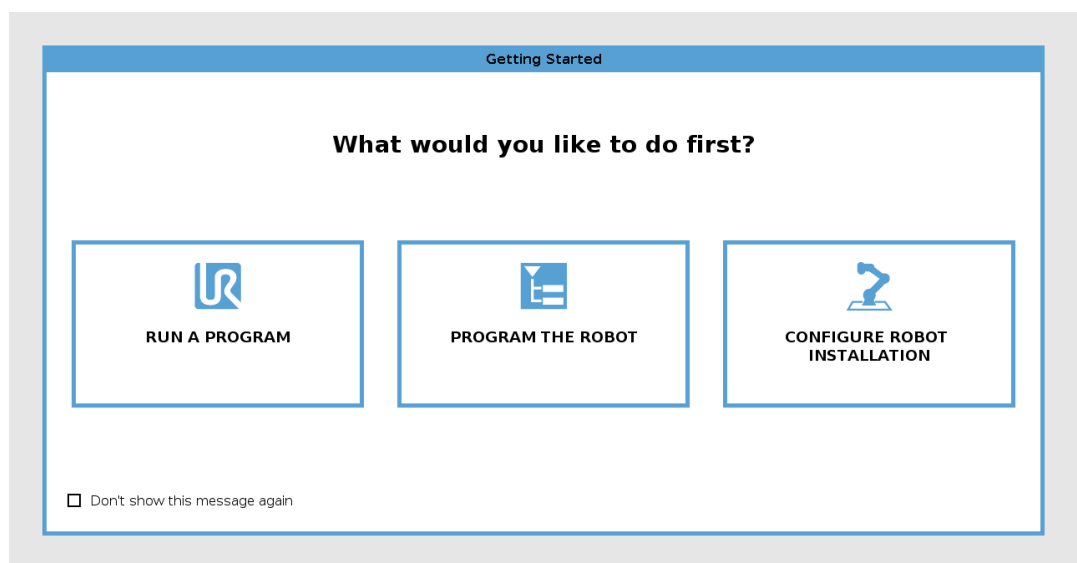 Getting Started
What would you like to do first?
RUN A PROGRAM
PROGRAM THE ROBOT
CONFIGURE ROBOT
INSTALLATION
Don't show this message again